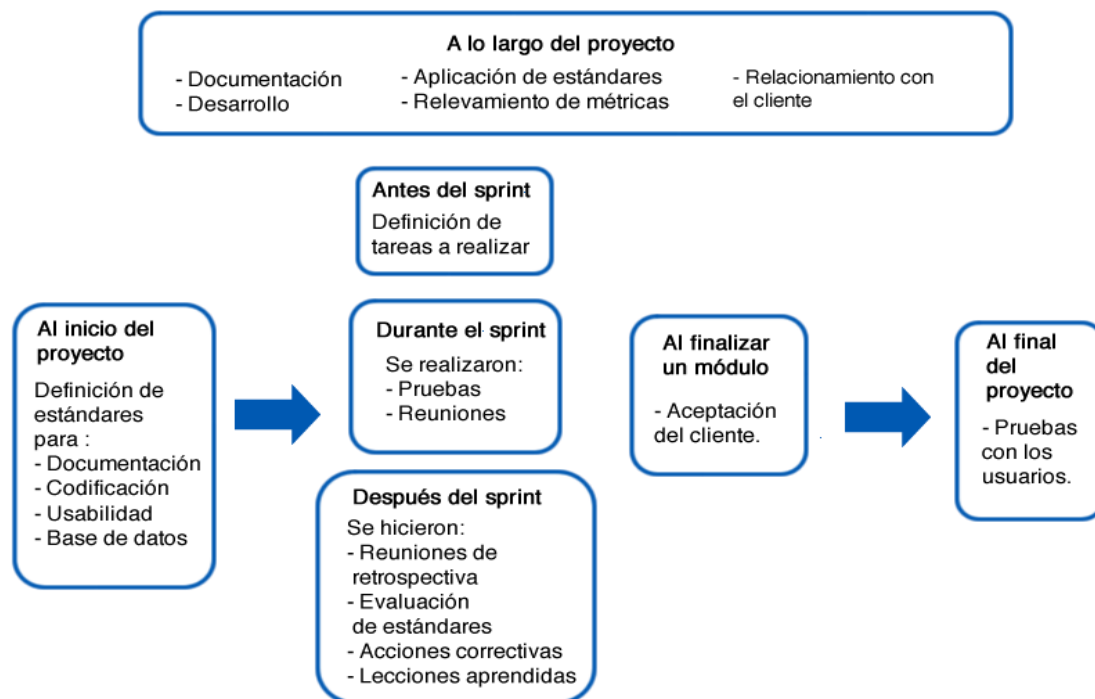 A lo largo del proyecto
- Documentación
- Desarrollo
- Aplicación de estándares
- Relevamiento de métricas
- Relacionamiento con
el cliente
Antes del sprint
Definición de
tareas a realizar
Al inicio del
proyecto
Definición de
estándares
para :
- Documentación
- Codificación
- Usabilidad
- Base de datos
Durante el sprint
Se realizaron:
- Pruebas
- Reuniones
Después del sprint
Se hicieron:
- Reuniones de
retrospectiva
- Evaluación
de estándares
- Acciones correctivas
- Lecciones aprendidas
Al finalizar
un módulo
- Aceptación
del cliente.
Al final
del
proyecto
- Pruebas
con los
usuarios.